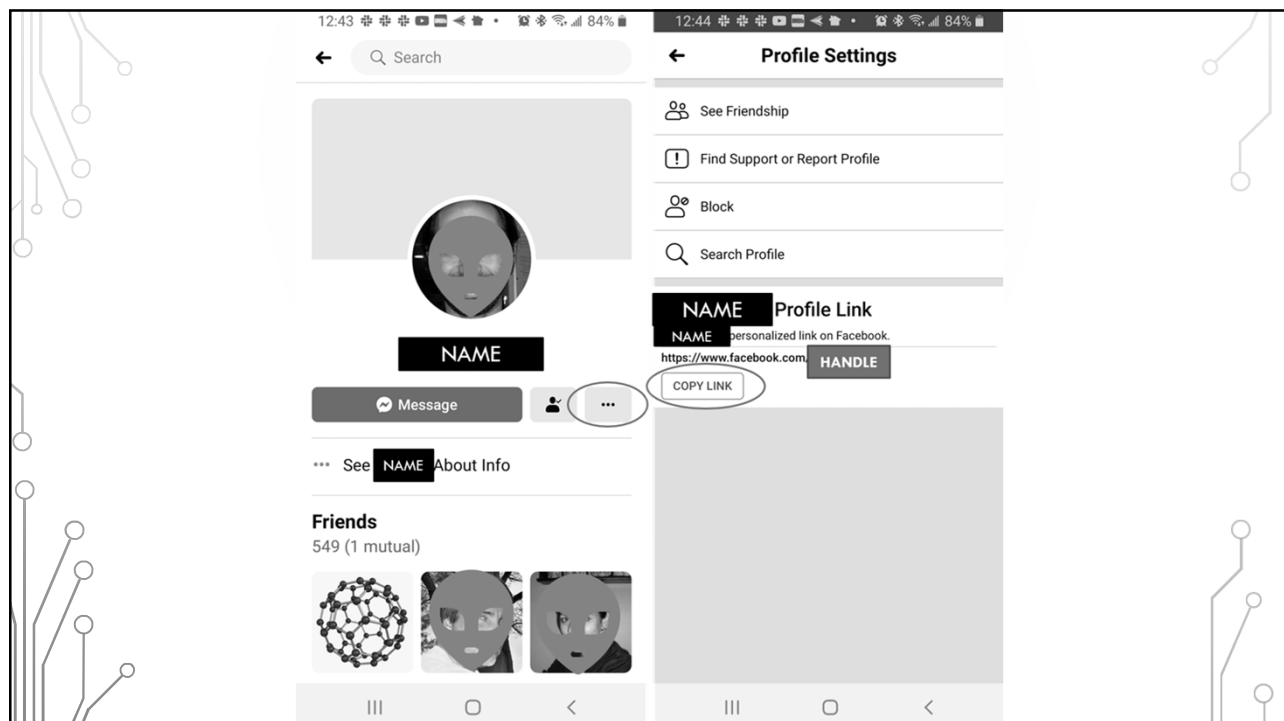 12:43
84%
Search
NAME
Message
See NAME About Info
Friends
549 (1 mutual)
12:44
84%
Profile Settings
See Friendship
Find Support or Report Profile
Block
Search Profile
NAME Profile Link
NAME personalized link on Facebook.
https://www.facebook.com/ HANDLE
COPY LINK